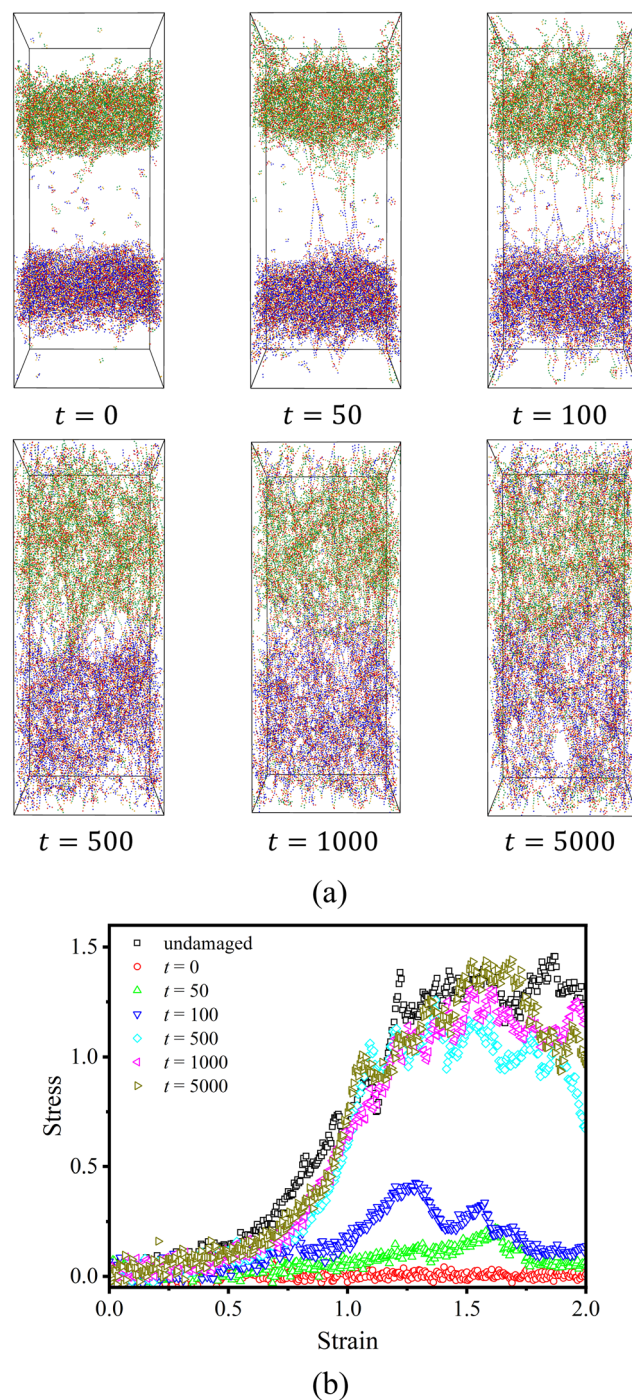 t = 0
t = 50
t = 100
t = 500
t = 1000
t = 5000
(a)
1.5
1.0
0.5
0.0
Stress
undamaged
t = 0
t = 50
t = 100
t = 500
t = 1000
t = 5000
0.0 0.5 1.0 1.5 2.0
Strain
(b)